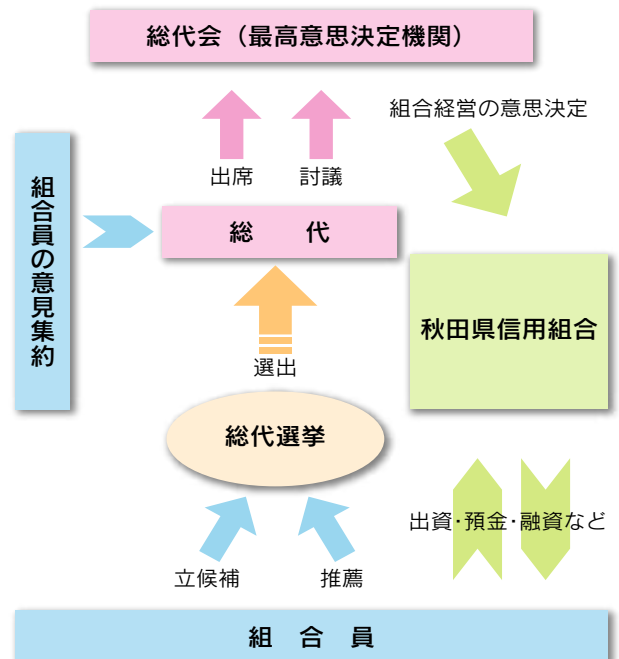 総代会（最高意思決定機関）
組合経営の意思決定
出席
討議
組合員の意見集約
総　代
秋田県信用組合
選出
総代選挙
出資･預金･融資など
立候補
推薦
組　合　員